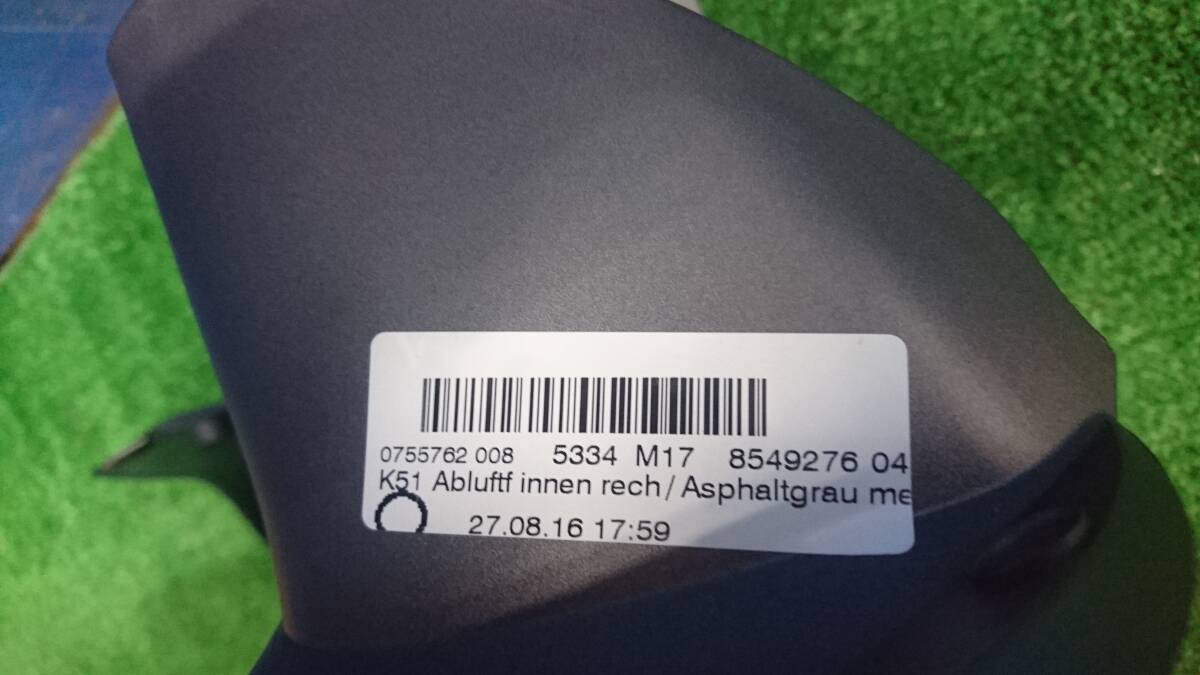 0755762 008 5334 M17 8549276 04
K51 Abluftf innen rech/Asphaltgrau me
27.08.16 17:59